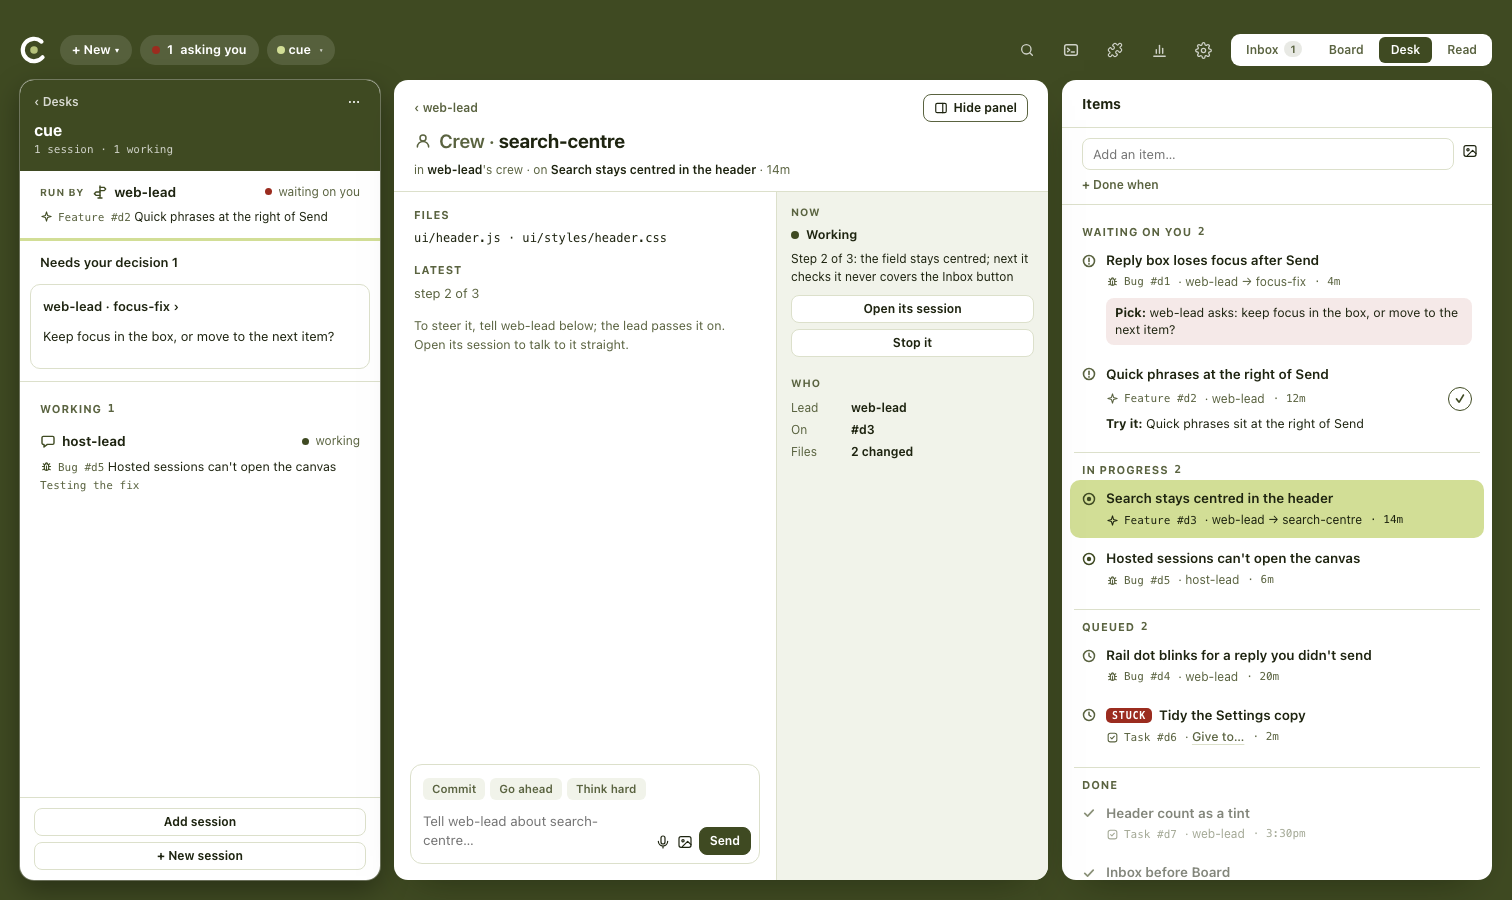 + New ▾
1 asking you
cue ·
Inbox 1
Board
Desk
Read
‹ Desks
···
cue
1 session · 1 working
RUN BY web-lead
waiting on you
Feature #d2 Quick phrases at the right of Send
Needs your decision 1
web-lead · focus-fix ›
Keep focus in the box, or move to the next item?
WORKING 1
host-lead
working
Bug #d5 Hosted sessions can't open the canvas
Testing the fix
Add session
+ New session
‹ web-lead
Hide panel
Crew · search-centre
in web-lead's crew · on Search stays centred in the header · 14m
FILES
ui/header.js · ui/styles/header.css
LATEST
step 2 of 3
To steer it, tell web-lead below; the lead passes it on.
Open its session to talk to it straight.
Commit
Go ahead
Think hard
Tell web-lead about search-
centre...
Send
NOW
Working
Step 2 of 3: the field stays centred; next it
checks it never covers the Inbox button
Open its session
Stop it
WHO
Lead web-lead
On #d3
Files 2 changed
Items
Add an item...
+ Done when
WAITING ON YOU 2
Reply box loses focus after Send
Bug #d1 · web-lead → focus-fix · 4m
Pick: web-lead asks: keep focus in the box, or move to the
next item?
Quick phrases at the right of Send
Feature #d2 · web-lead · 12m
Try it: Quick phrases sit at the right of Send
IN PROGRESS 2
Search stays centred in the header
Feature #d3 · web-lead → search-centre · 14m
Hosted sessions can't open the canvas
Bug #d5 · host-lead · 6m
QUEUED 2
Rail dot blinks for a reply you didn't send
Bug #d4 · web-lead · 20m
STUCK Tidy the Settings copy
Task #d6 · Give to... · 2m
DONE
Header count as a tint
Task #d7 · web-lead · 3:30pm
Inbox before Board